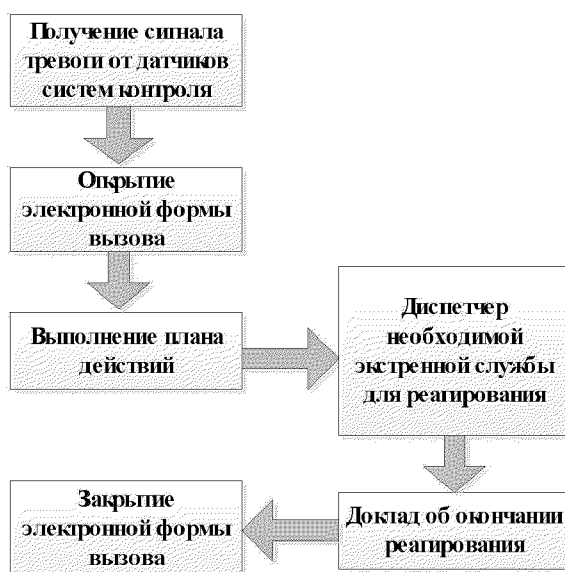 Получение сигнала
тревоги от датчиков
систем контроля
Открытие
электронной формы
вызова
Выполнение плана
действий
Диспетчер
необходимой
экстренной службы
для реагирования
Доклад об окончании
реагирования
Закрытие
электронной формы
вызова